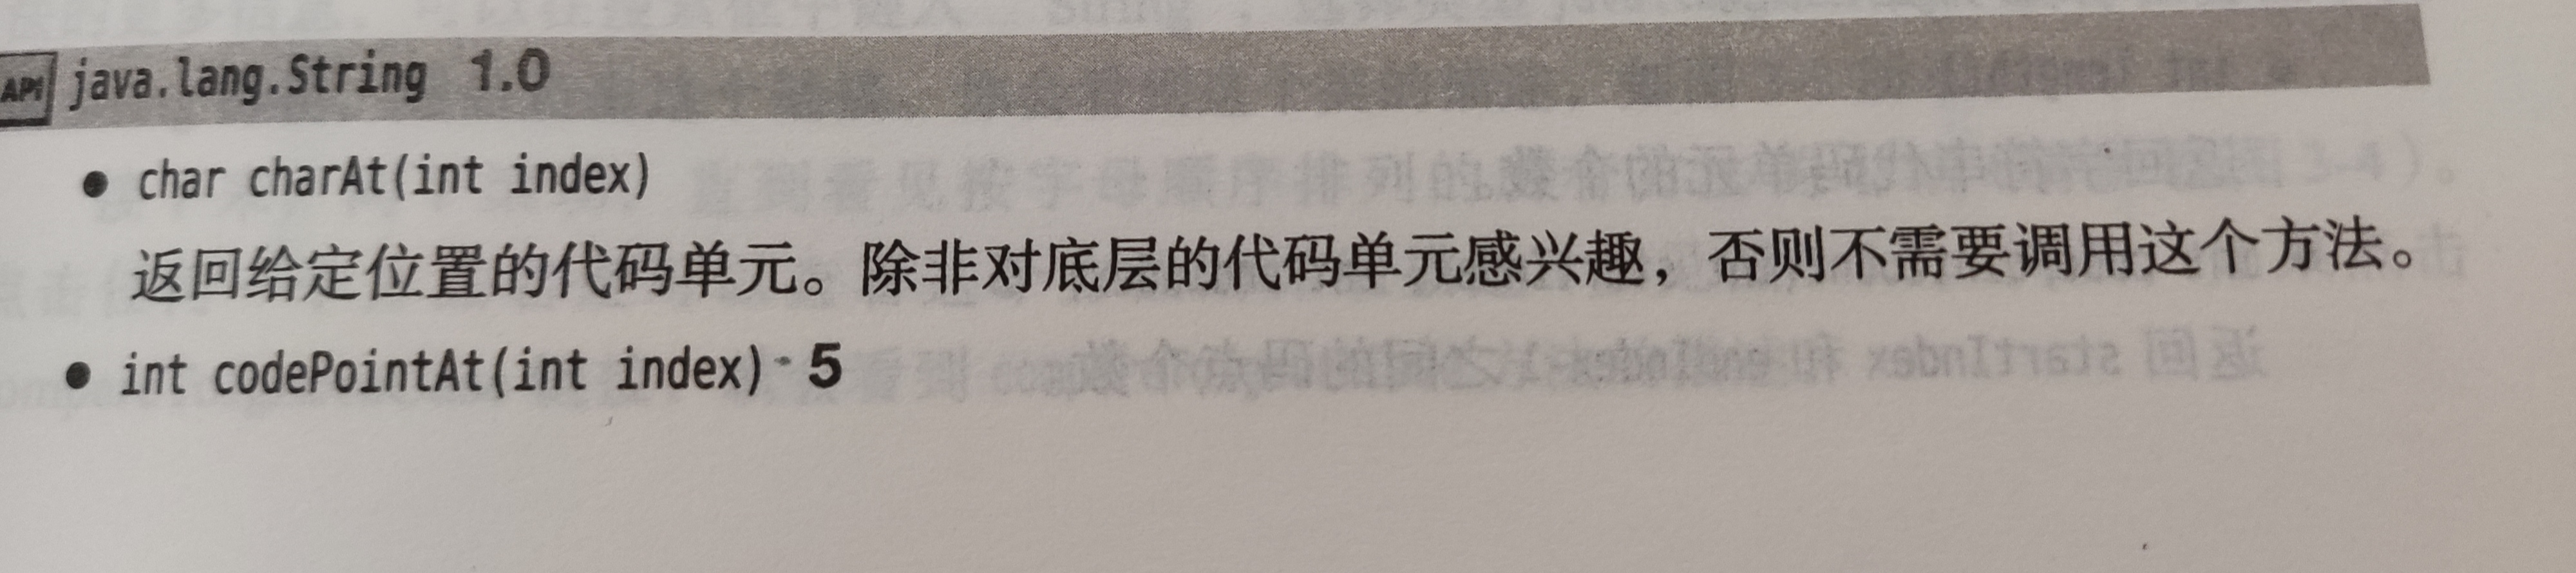 API java.lang.String 1.0
• char charAt(int index)
返回给定位置的代码单元。除非对底层的代码单元感兴趣，否则不需要调用这个方法。
• int codePointAt(int index) 5